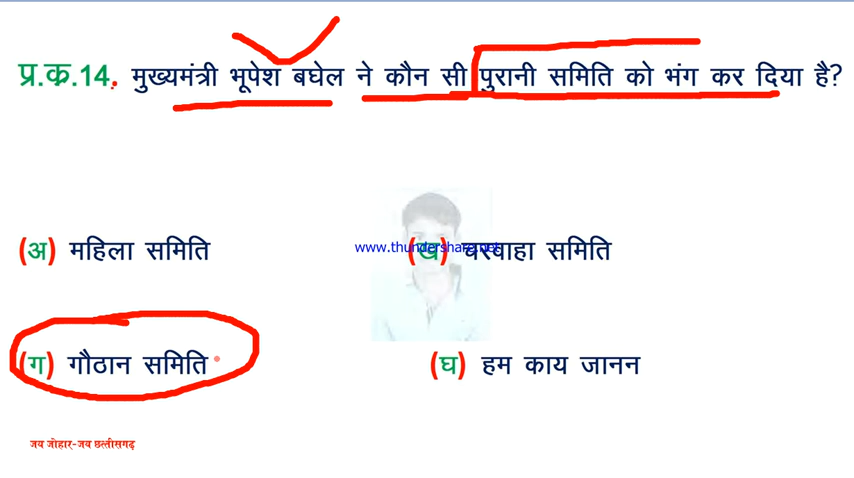 प्र.क्र.14. मुख्यमंत्री भूपेश बघेल ने कौन सी पुरानी समिति को भंग कर दिया है?
(अ) महिला समिति (ख) चरवाहा समिति
www.thundershare.net
(ग) गौठान समिति (घ) हम काय जानन
जय जोहार-जय छत्तीसगढ़